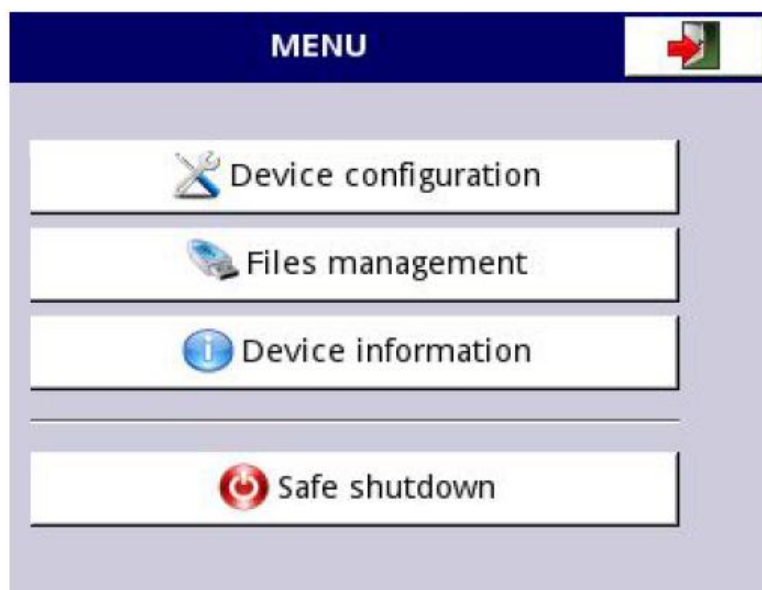 MENU
Device configuration
Files management
Device information
Safe shutdown